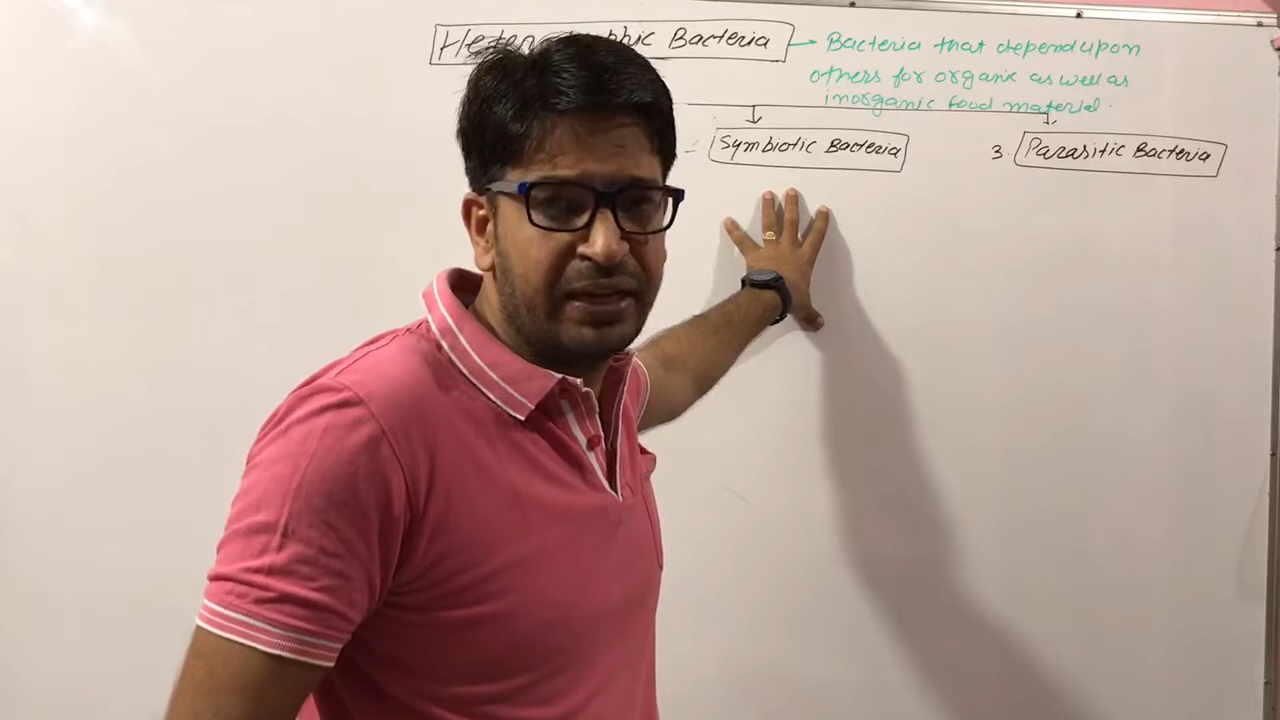 Bacteria → Bacteria that depend upon
others for organic as well as
inorganic food material.
Symbiotic Bacteria
3. Parasitic Bacteria